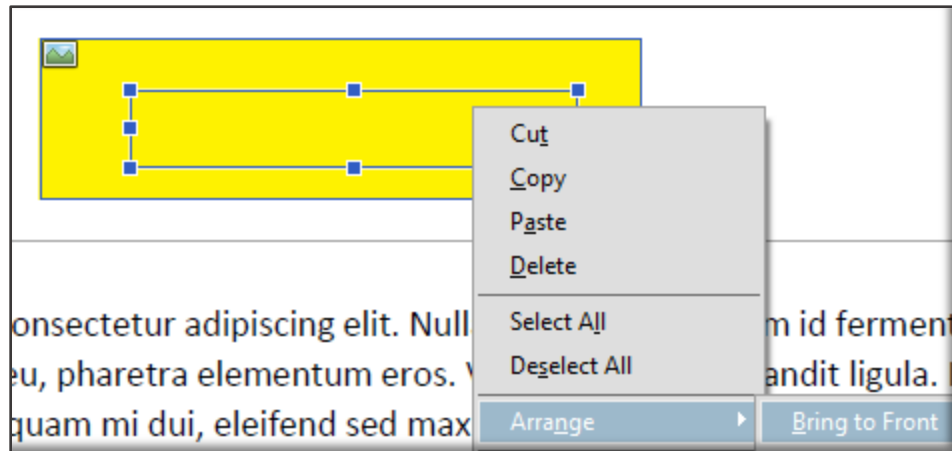 Cut
Copy
Paste
Delete
Select All
Deselect All
Arrange
Bring to Front
onsectetur adipiscing elit. Null m id ferment
eu, pharetra elementum eros. andit ligula.
quam mi dui, eleifend sed max